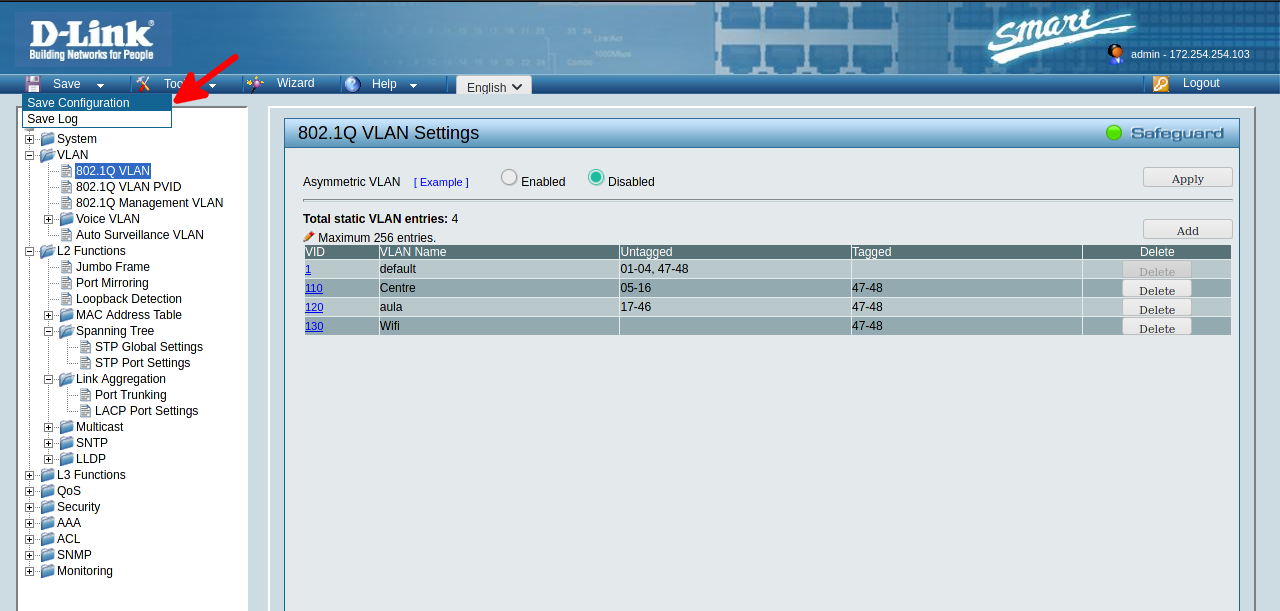 D-Link®
Building Networks for People
smart
admin - 172.254.254.103
Save
Wizard
Help
English
Logout
Save Configuration
Save Log
System
VLAN
802.1Q VLAN
802.1Q VLAN PVID
802.1Q Management VLAN
Voice VLAN
Auto Surveillance VLAN
L2 Functions
Jumbo Frame
Port Mirroring
Loopback Detection
MAC Address Table
Spanning Tree
STP Global Settings
STP Port Settings
Link Aggregation
Port Trunking
LACP Port Settings
Multicast
SNTP
LLDP
L3 Functions
QoS
Security
AAA
ACL
SNMP
Monitoring
802.1Q VLAN Settings
Safeguard
Asymmetric VLAN [ Example ] Enabled Disabled
Apply
Total static VLAN entries: 4
Add
Maximum 256 entries.
VID VLAN Name Untagged Tagged Delete
1 default 01-04, 47-48 Delete
110 Centre 05-16 47-48 Delete
120 aula 17-46 47-48 Delete
130 Wifi 47-48 Delete